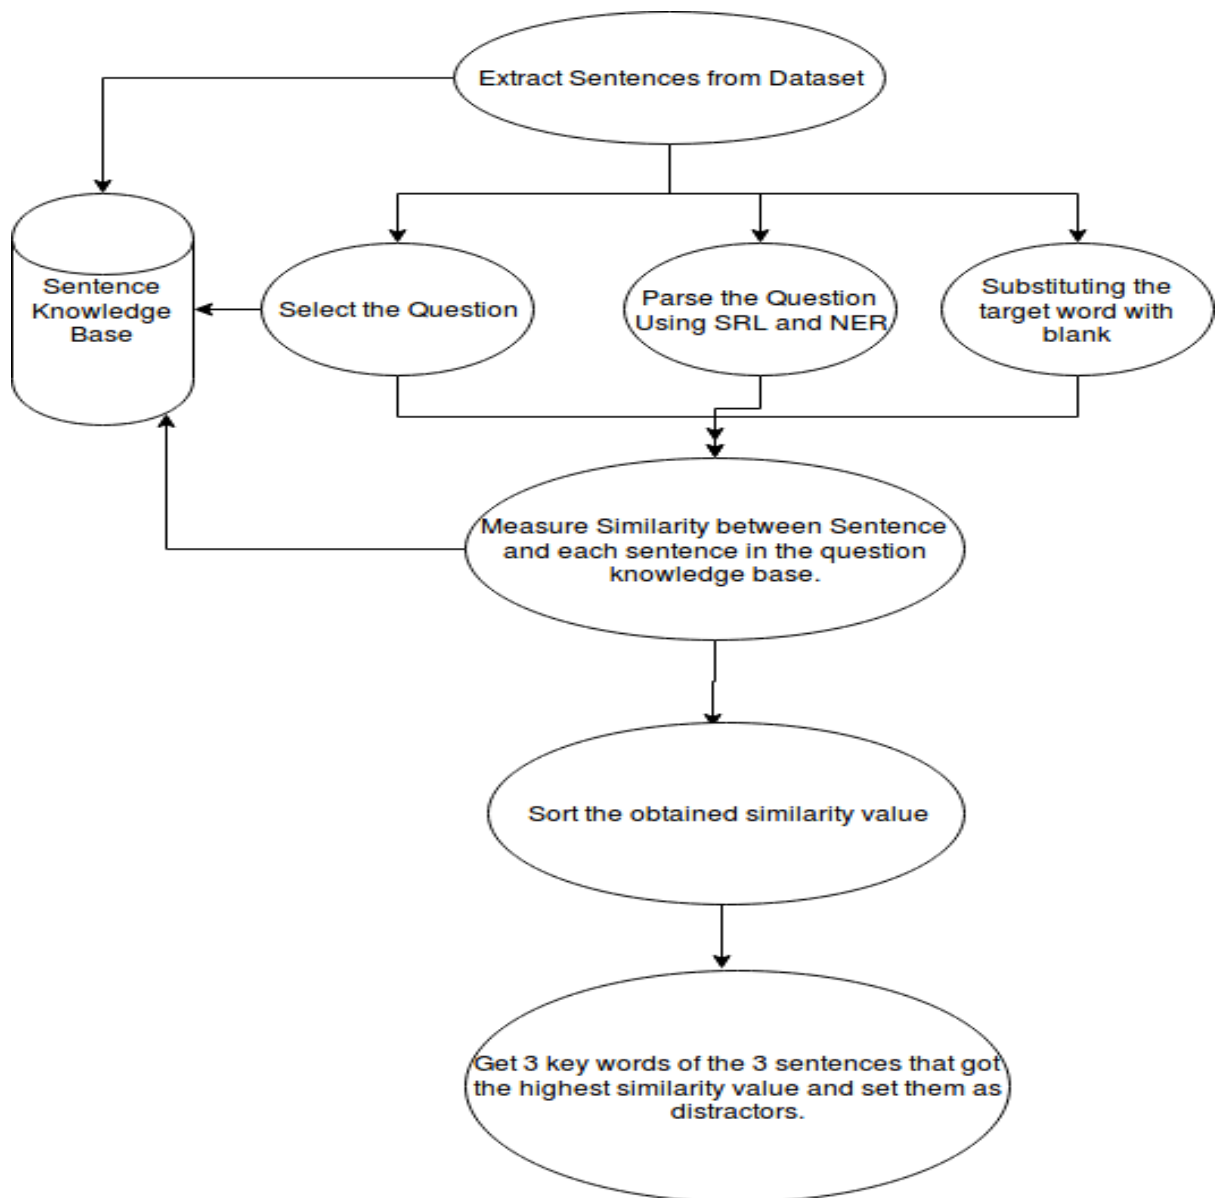 Extract Sentences from Dataset
Sentence
Knowledge
Base
Select the Question
Parse the Question
Using SRL and NER
Substituting the
target word with
blank
Measure Similarity between Sentence
and each sentence in the question
knowledge base.
Sort the obtained similarity value
Get 3 key words of the 3 sentences that got
the highest similarity value and set them as
distractors.